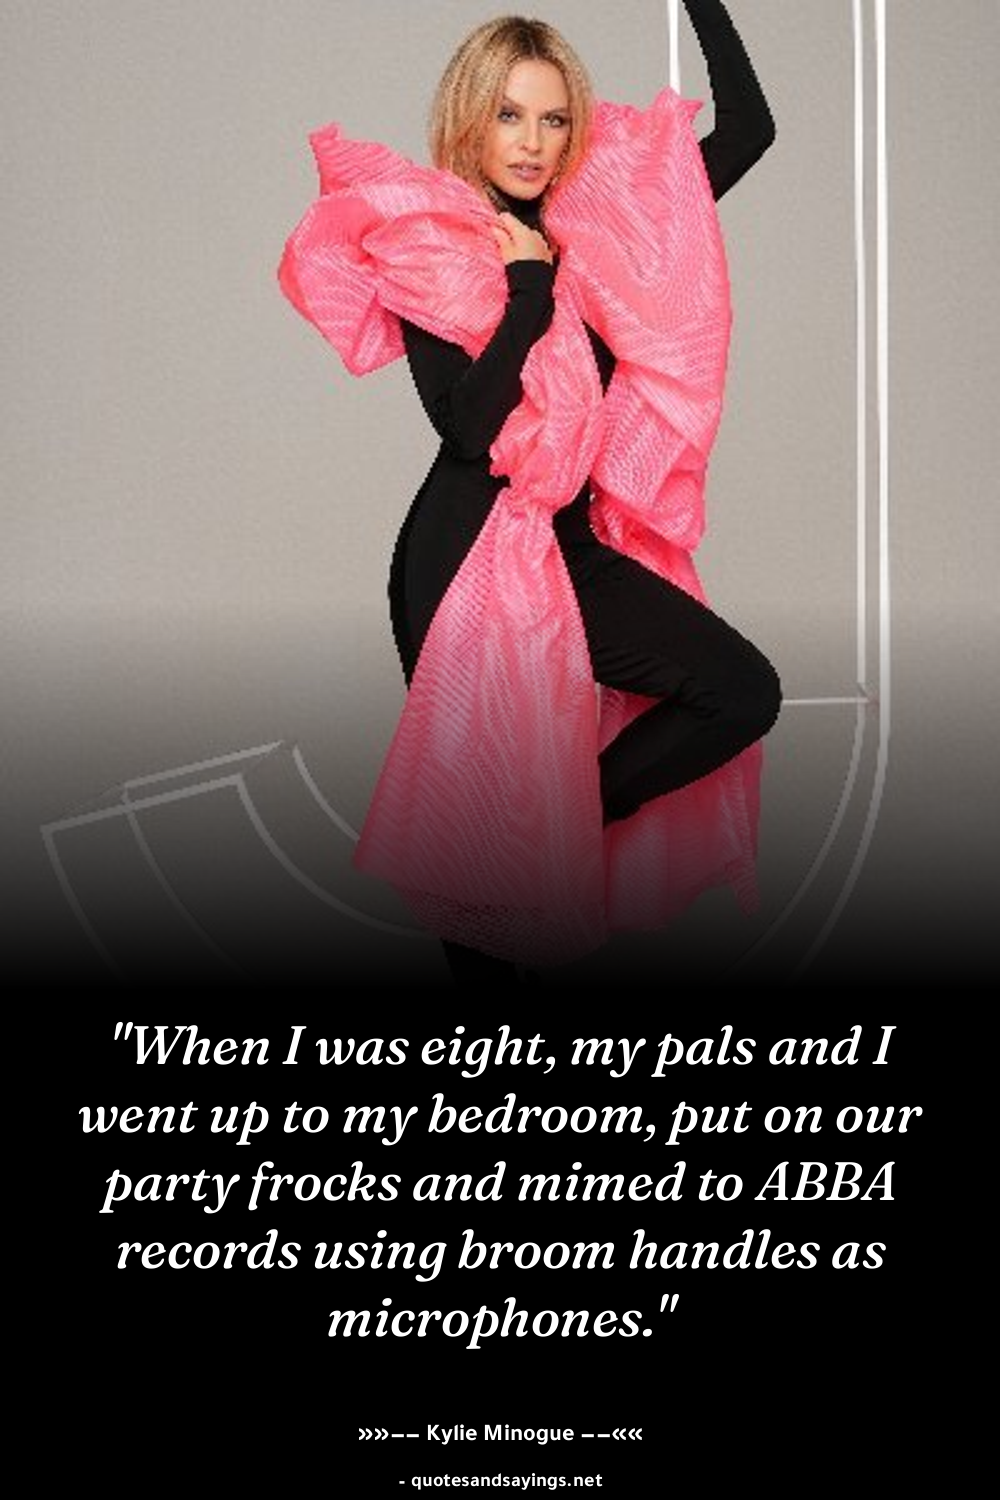 "When I was eight, my pals and I
went up to my bedroom, put on our
party frocks and mimed to ABBA
records using broom handles as
microphones."
»»–– Kylie Minogue ––««
- quotesandsayings.net